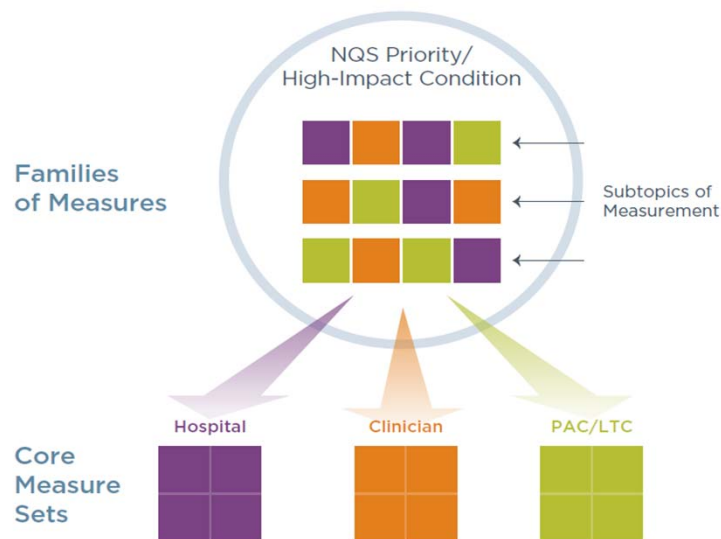 NQS Priority/
High-Impact Condition
Families
of Measures
Subtopics of
Measurement
Hospital
Clinician
PAC/LTC
Core
Measure
Sets